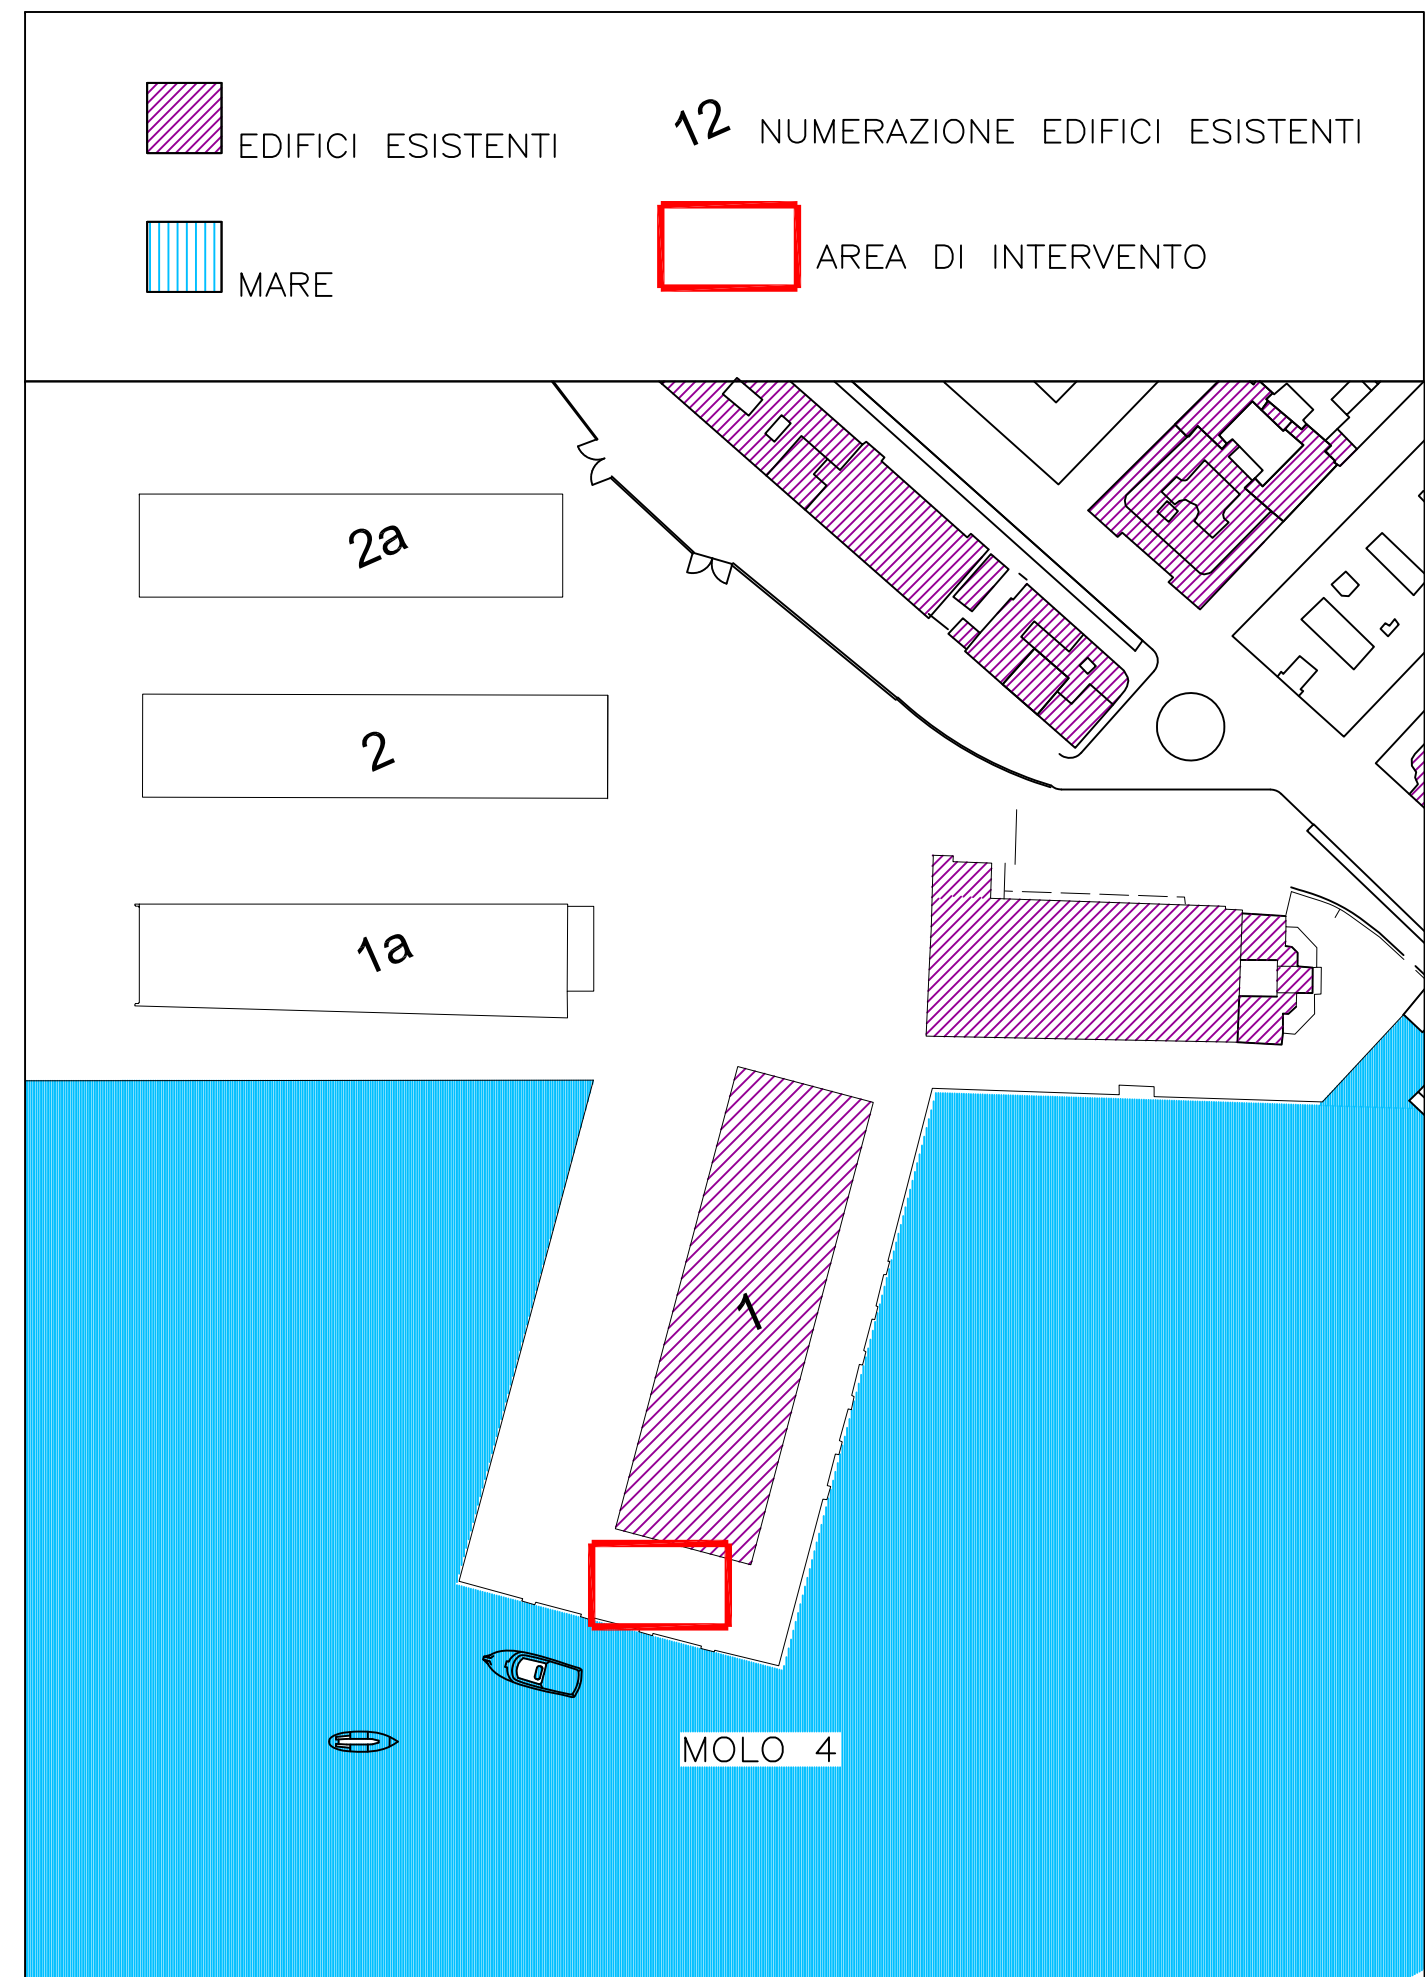 EDIFICI ESISTENTI
12 NUMERAZIONE EDIFICI ESISTENTI
MARE
AREA DI INTERVENTO
2a
2
1a
1
MOLO 4